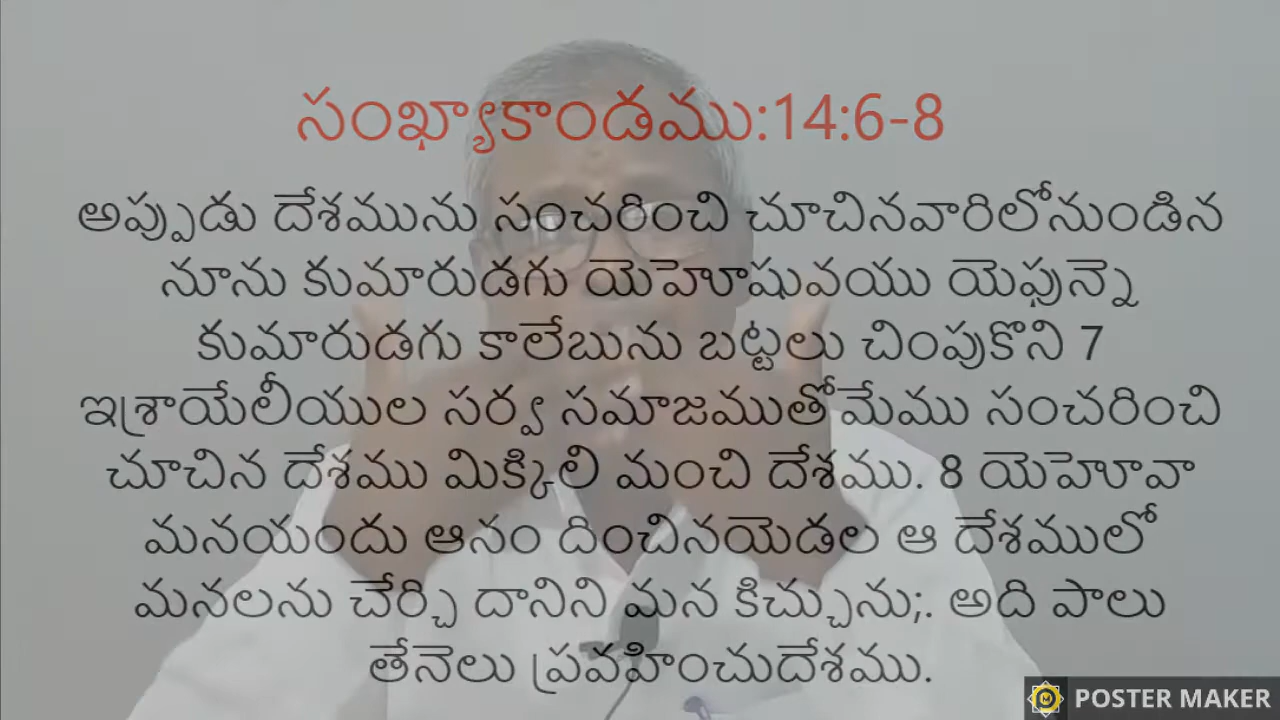 సంఖ్యాకాండము:14:6-8
అప్పుడు దేశమును సంచరించి చూచినవారిలోనుండిన
నూను కుమారుడగు యెహోషువయు యెఫున్నె
కుమారుడగు కాలేబును బట్టలు చింపుకొని 7
ఇశ్రాయేలీయుల సర్వ సమాజముతోమేము సంచరించి
చూచిన దేశము మిక్కిలి మంచి దేశము. 8 యెహోవా
మనయందు ఆనం దించినయెడల ఆ దేశములో
మనలను చేర్చి దానిని మన కిచ్చును;. అది పాలు
తేనెలు ప్రవహించుదేశము.
POSTER MAKER